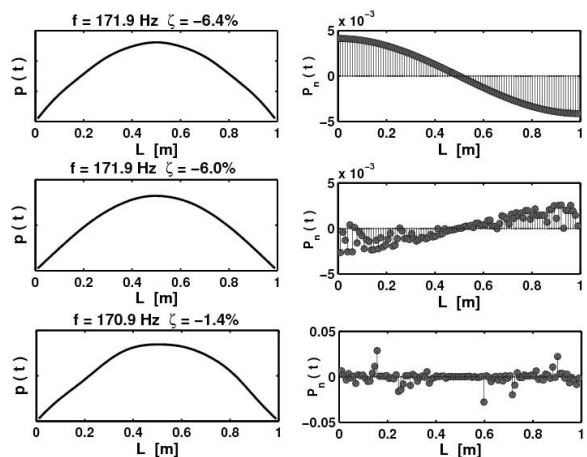 f = 171.9 Hz ζ = −6.4%
p ( t )
0 0.2 0.4 0.6 0.8 1
L [m]
x 10⁻³
5
0
−5
Pₙ( t )
0 0.2 0.4 0.6 0.8 1
L [m]
f = 171.9 Hz ζ = −6.0%
p ( t )
0 0.2 0.4 0.6 0.8 1
L [m]
x 10⁻³
5
0
−5
Pₙ( t )
0 0.2 0.4 0.6 0.8 1
L [m]
f = 170.9 Hz ζ = −1.4%
p ( t )
0 0.2 0.4 0.6 0.8 1
L [m]
0.05
0
−0.05
Pₙ( t )
0 0.2 0.4 0.6 0.8 1
L [m]